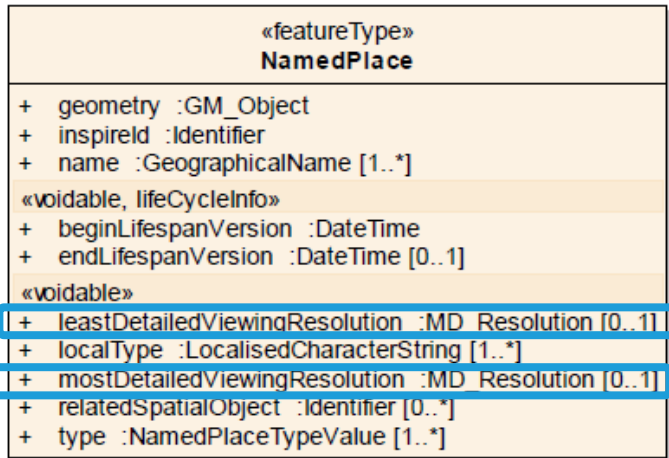 «featureType»
NamedPlace
+ geometry :GM_Object
+ inspireId :Identifier
+ name :GeographicalName [1..*]
«voidable, lifeCycleInfo»
+ beginLifespanVersion :DateTime
+ endLifespanVersion :DateTime [0..1]
«voidable»
+ leastDetailedViewingResolution :MD_Resolution [0..1]
+ localType :LocalisedCharacterString [1..*]
+ mostDetailedViewingResolution :MD_Resolution [0..1]
+ relatedSpatialObject :Identifier [0..*]
+ type :NamedPlaceTypeValue [1..*]